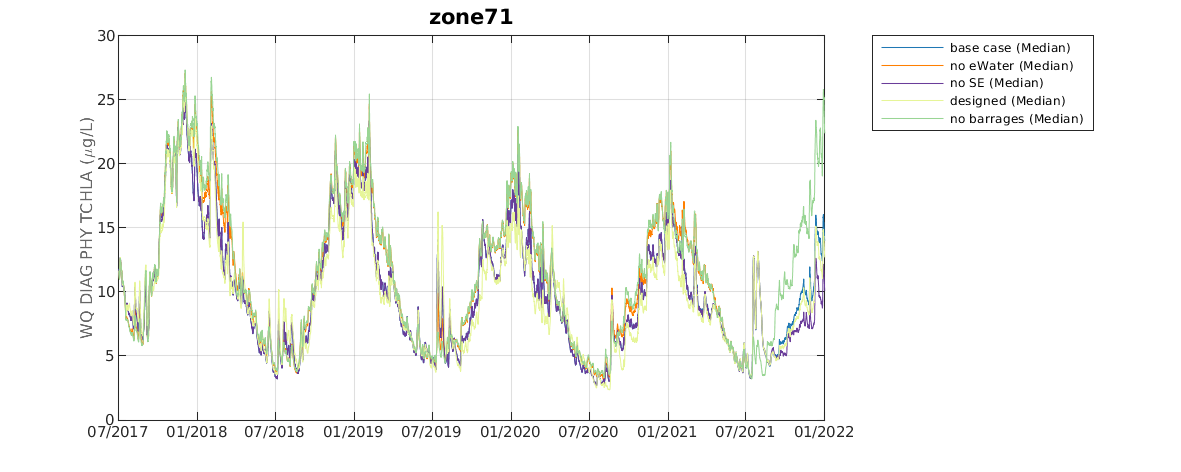 zone71
WQ DIAG PHY TCHLA (μg/L)
30
25
20
15
10
5
0
07/2017 01/2018 07/2018 01/2019 07/2019 01/2020 07/2020 01/2021 07/2021 01/2022
base case (Median)
no eWater (Median)
no SE (Median)
designed (Median)
no barrages (Median)